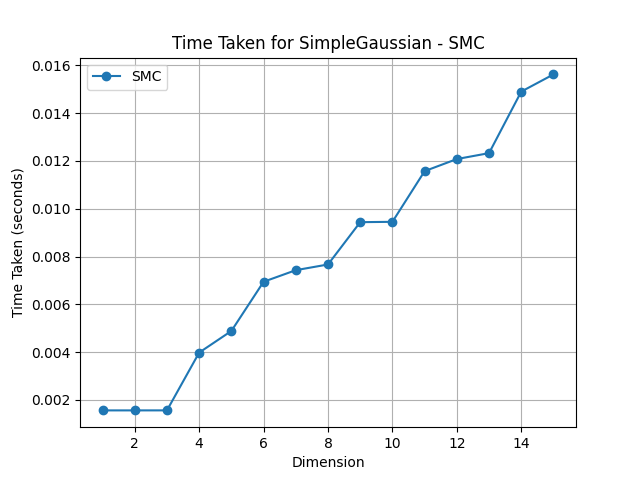 Time Taken for SimpleGaussian - SMC
SMC
Time Taken (seconds)
0.016
0.014
0.012
0.010
0.008
0.006
0.004
0.002
2 4 6 8 10 12 14
Dimension